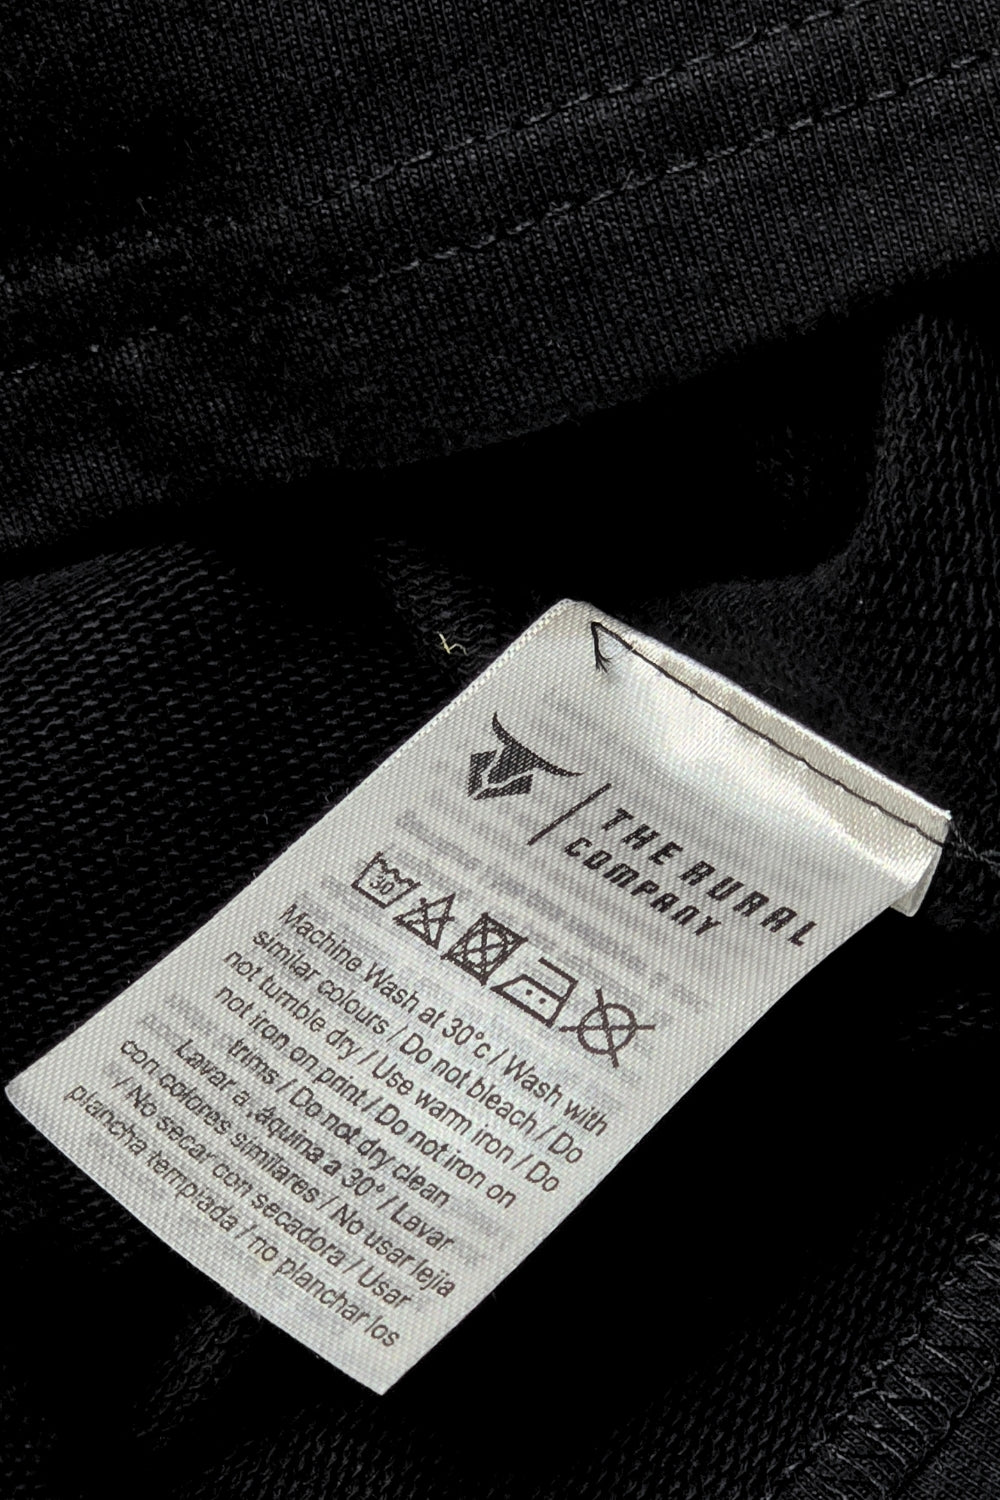 THE RURAL
COMPANY
30
Machine Wash at 30°c / Wash with
similar colours / Do not bleach / Do
not tumble dry / Use warm iron / Do
not iron on print / Do not iron on
trims / Do not dry clean
Lavar a ,aquina a 30° / Lavar
con colores similares / No usar lejia
/ No secar con secadora / Usar
plancha templada / no planchar los